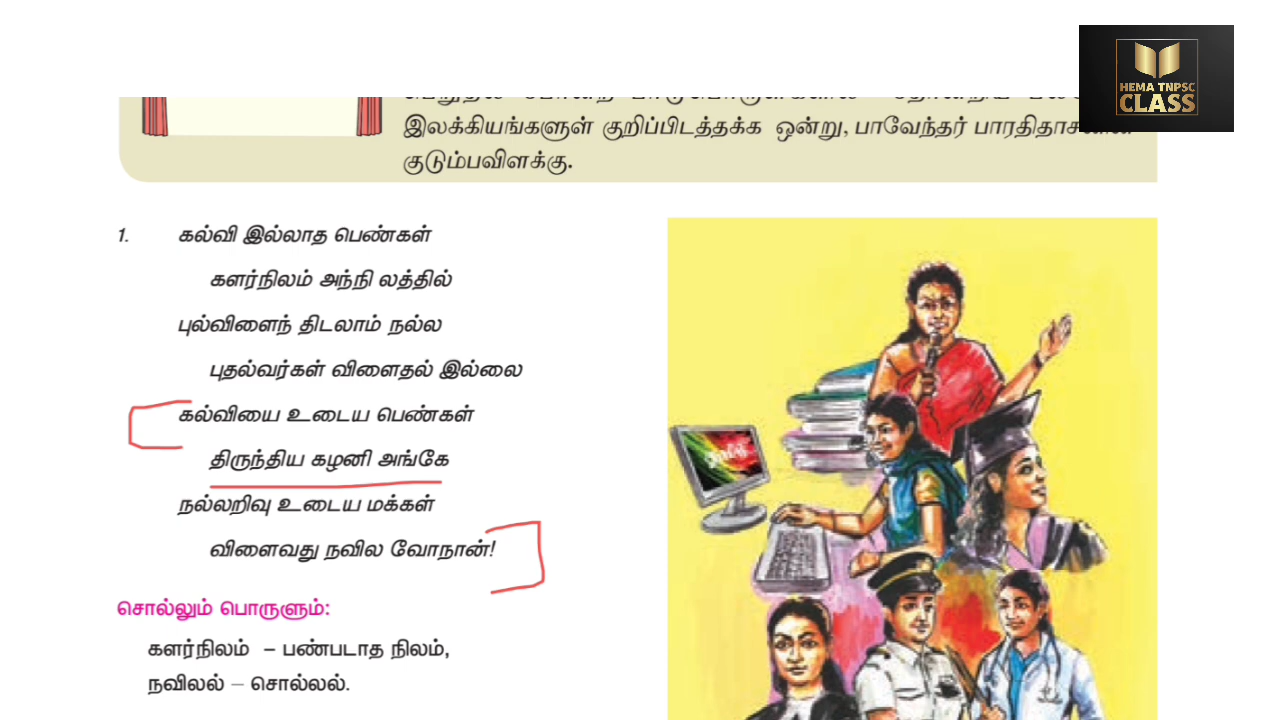 HEMA TNPSC
CLASS
இலக்கியங்களுள் குறிப்பிடத்தக்க ஒன்று, பாவேந்தர்
குடும்பவிளக்கு.
1. கல்வி இல்லாத பெண்கள்
களர்நிலம் அந்நி லத்தில்
புல்விளைந் திடலாம் நல்ல
புதல்வர்கள் விளைதல் இல்லை
கல்வியை உடைய பெண்கள்
திருந்திய கழனி அங்கே
நல்லறிவு உடைய மக்கள்
விளைவது நவில வோநான்!
சொல்லும் பொருளும்:
களர்நிலம் – பண்படாத நிலம்,
நவிலல் – சொல்லல்.